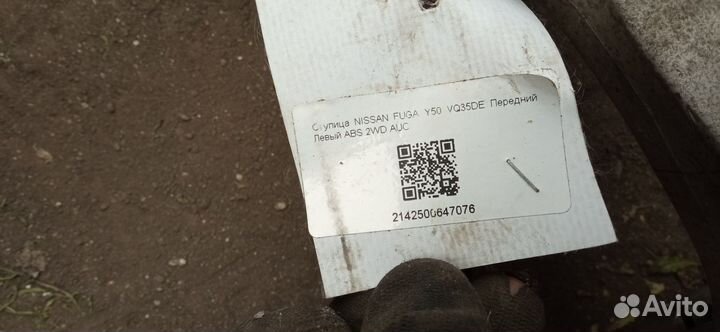 Ступица NISSAN FUGA Y50 VQ35DE Передний
Левый ABS 2WD AUC
2142500647076
Avito